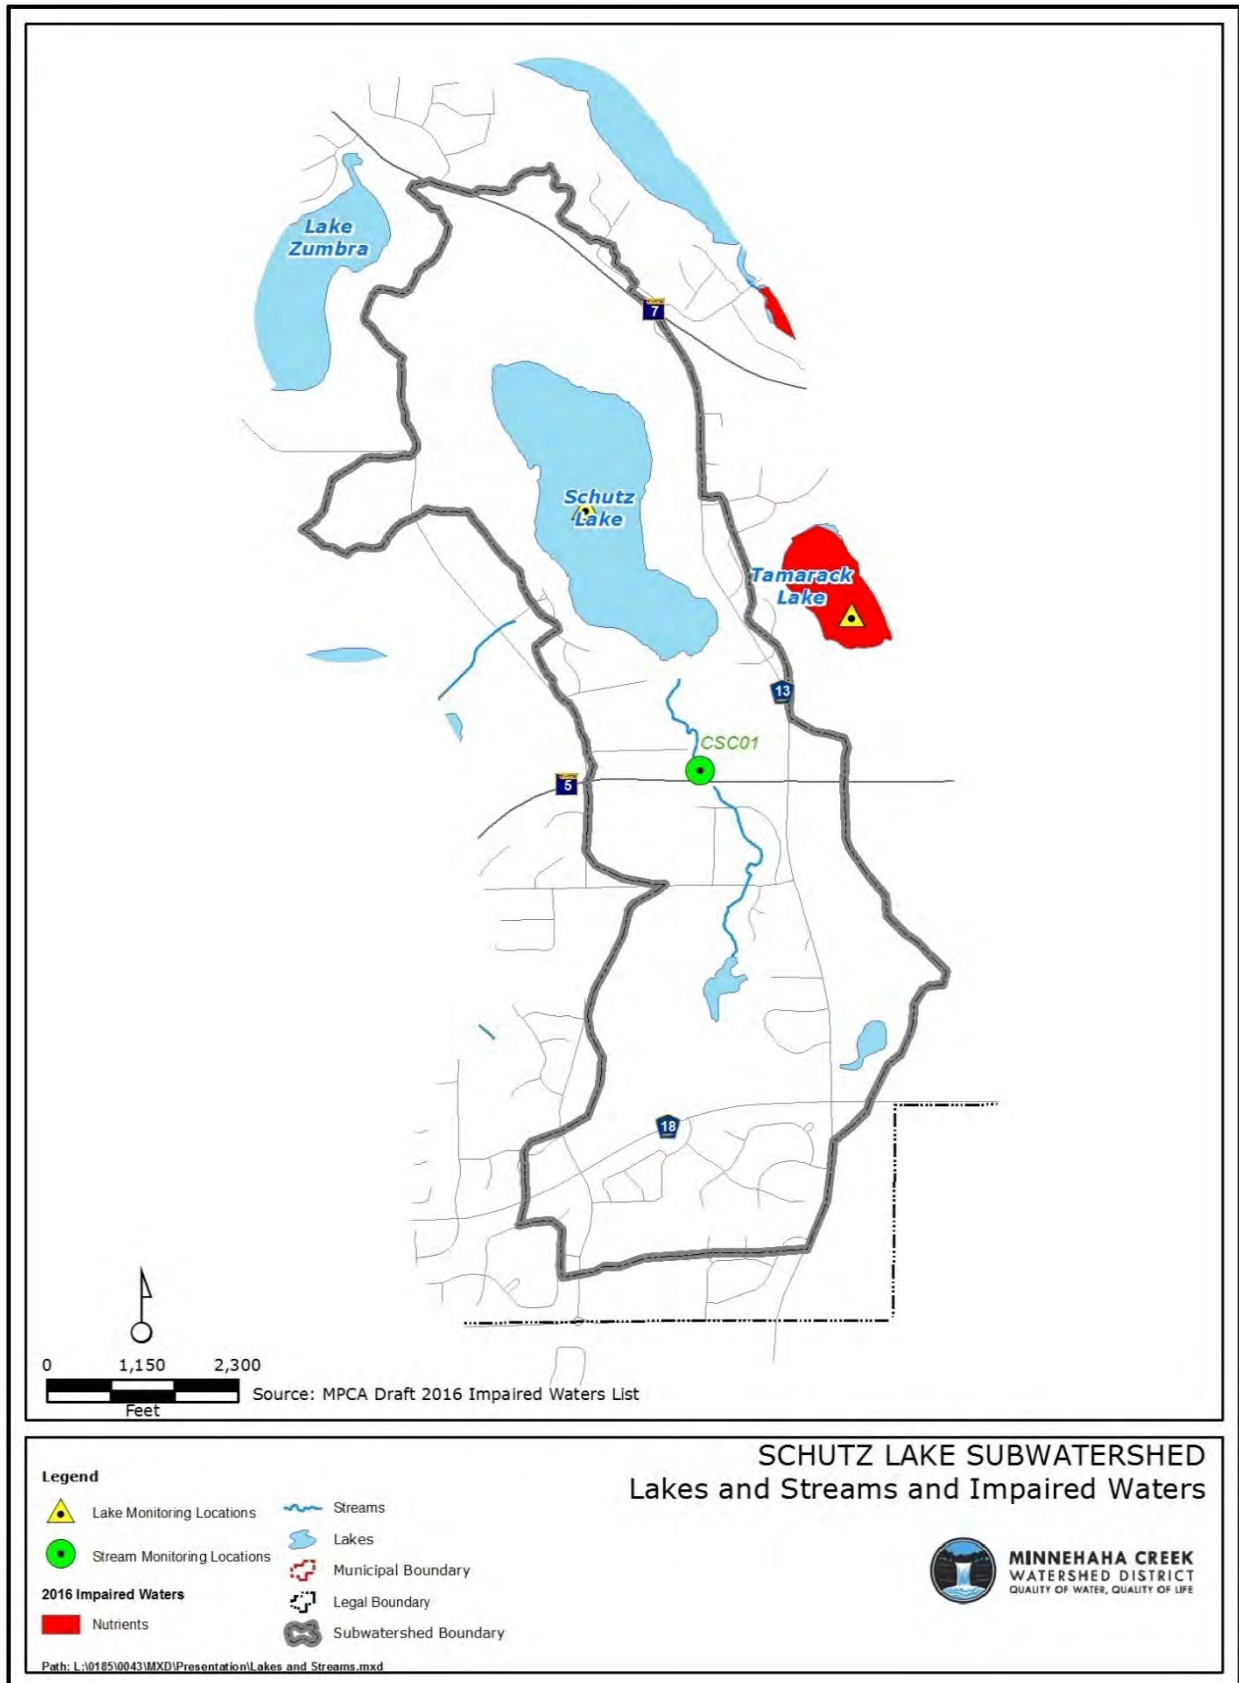 Lake
Zumbra
7
Schutz
Lake
Tamarack
Lake
13
CSC01
5
18
0 1,150 2,300
Feet
Source: MPCA Draft 2016 Impaired Waters List
SCHUTZ LAKE SUBWATERSHED
Lakes and Streams and Impaired Waters
Legend
Lake Monitoring Locations
Stream Monitoring Locations
2016 Impaired Waters
Nutrients
Streams
Lakes
Municipal Boundary
Legal Boundary
Subwatershed Boundary
MINNEHAHA CREEK
WATERSHED DISTRICT
QUALITY OF WATER, QUALITY OF LIFE
Path: L:\0185\0043\MXD\Presentation\Lakes and Streams.mxd